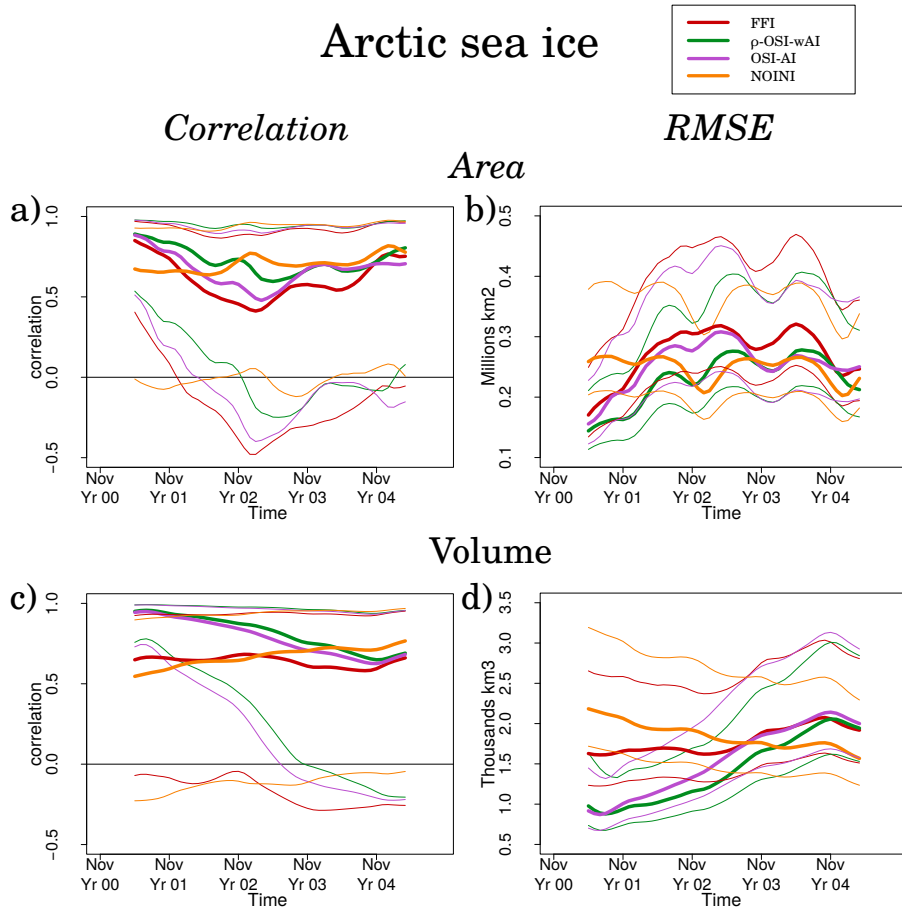 Arctic sea ice
FFI
ρ-OSI-wAI
OSI-AI
NOINI
Correlation
RMSE
Area
a)
correlation
1.0
0.5
0.0
−0.5
Nov Nov Nov Nov Nov
Yr 00 Yr 01 Yr 02 Yr 03 Yr 04
Time
b)
Millions km2
0.5
0.4
0.3
0.2
0.1
Nov Nov Nov Nov Nov
Yr 00 Yr 01 Yr 02 Yr 03 Yr 04
Time
Volume
c)
correlation
1.0
0.5
0.0
−0.5
Nov Nov Nov Nov Nov
Yr 00 Yr 01 Yr 02 Yr 03 Yr 04
Time
d)
Thousands km3
3.5
3.0
2.5
2.0
1.5
1.0
0.5
Nov Nov Nov Nov Nov
Yr 00 Yr 01 Yr 02 Yr 03 Yr 04
Time